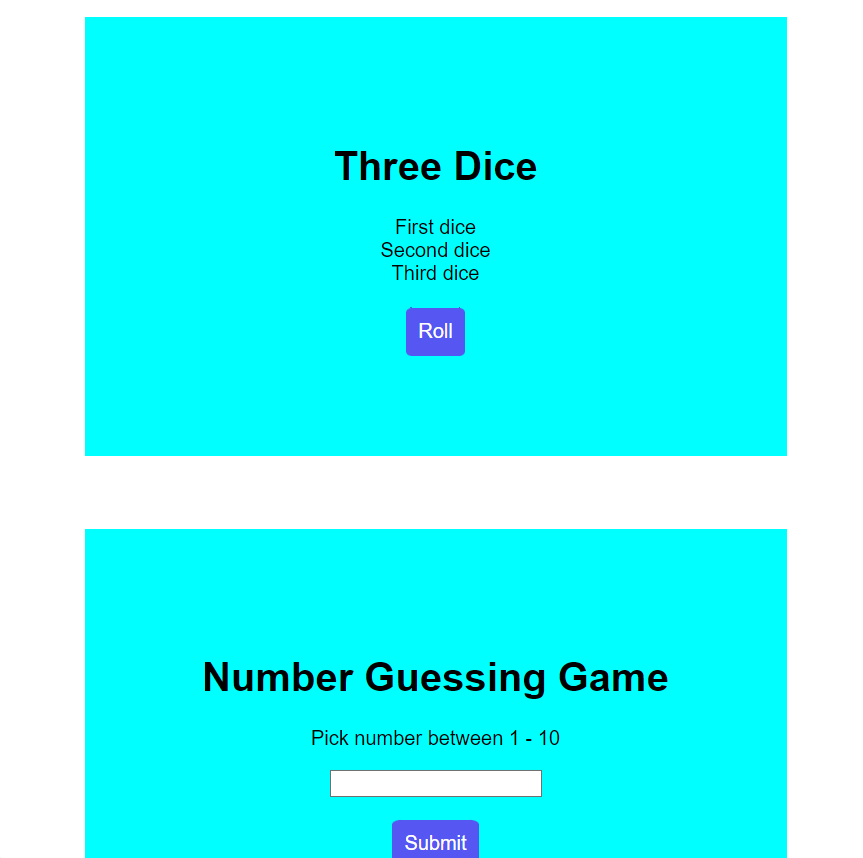 Three Dice
First dice
Second dice
Third dice
Roll
Number Guessing Game
Pick number between 1 - 10
Submit